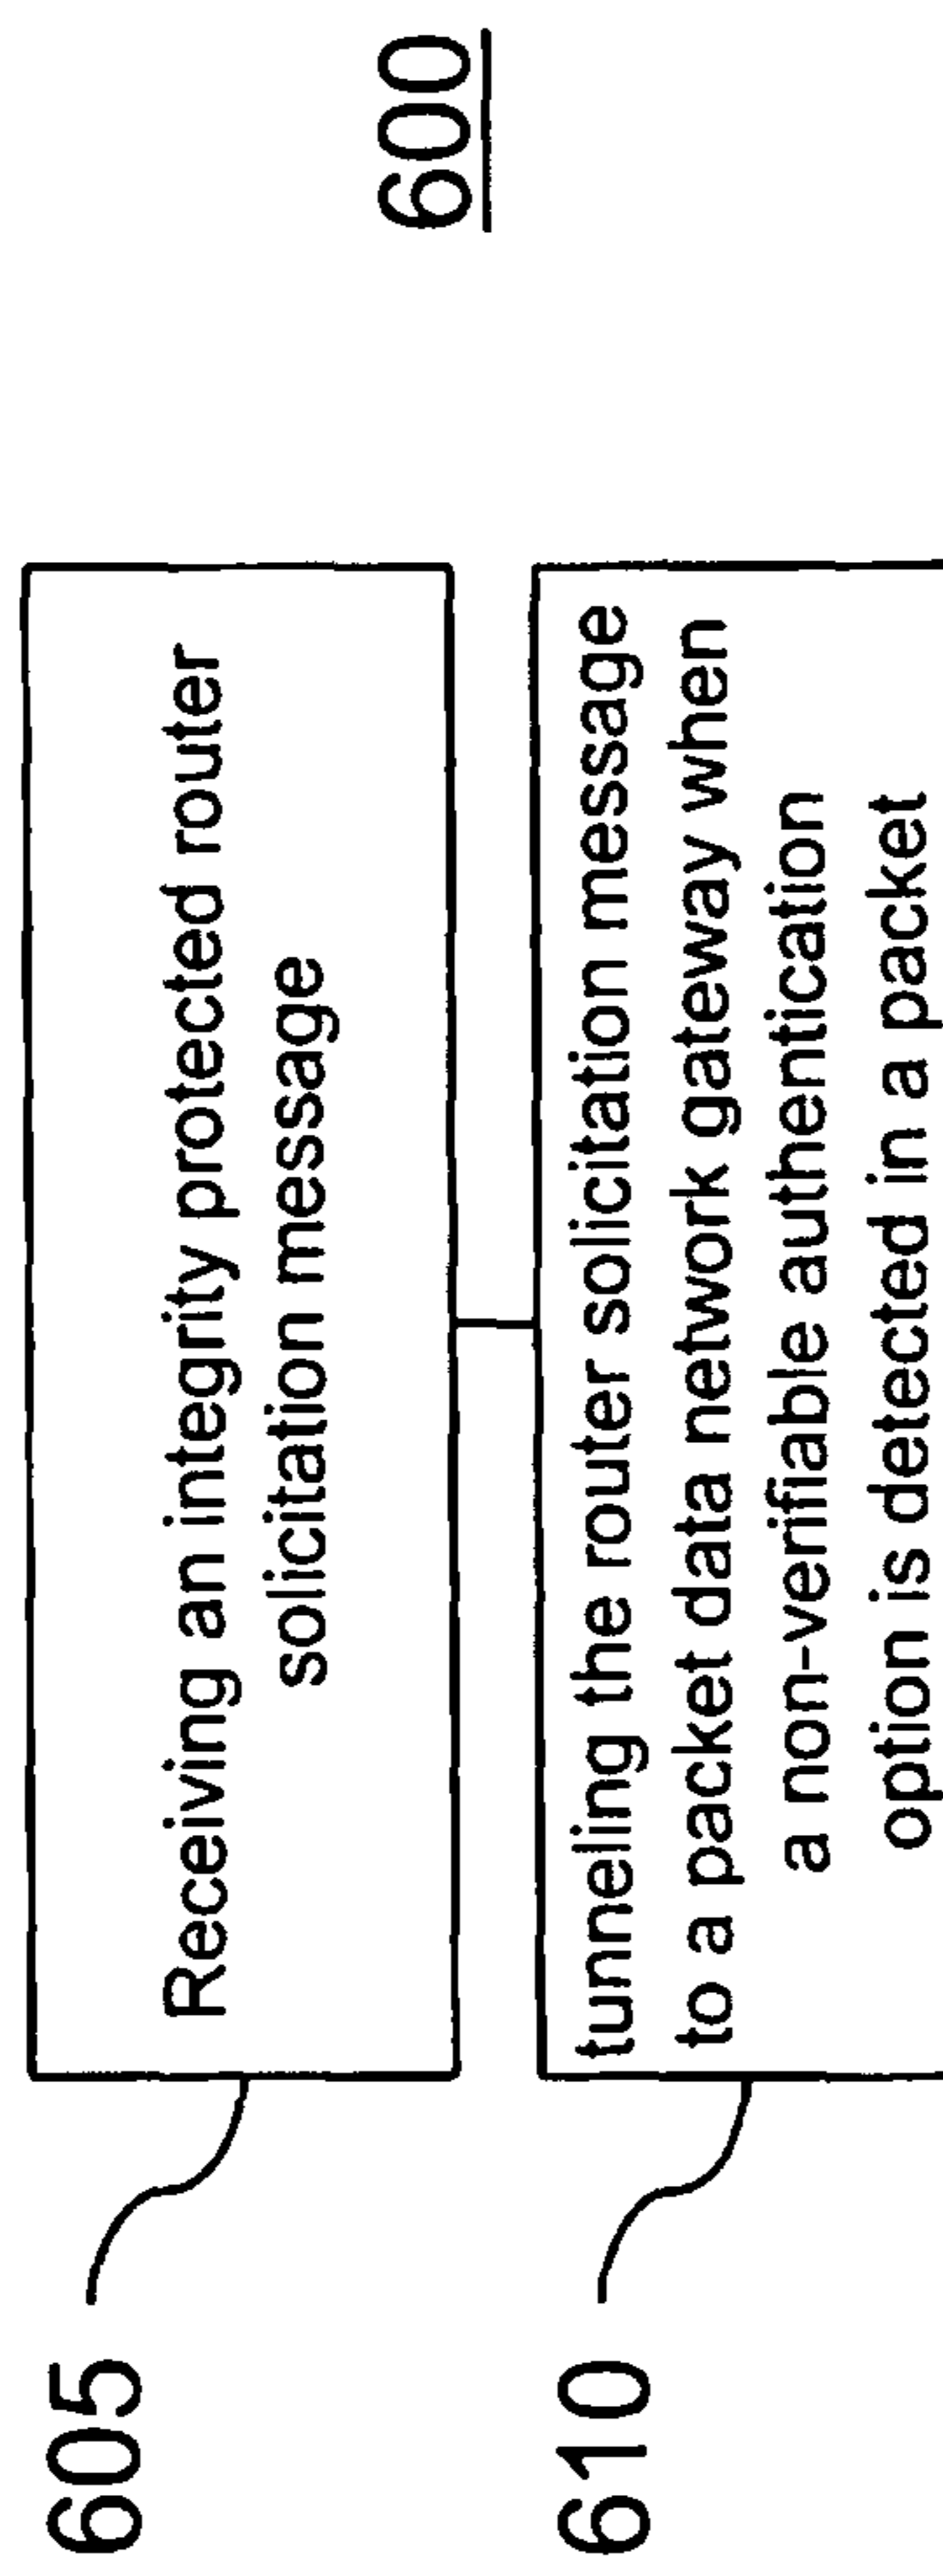 600
605
Receiving an integrity protected router
solicitation message
610
tunneling the router solicitation message
to a packet data network gateway when
a non-verifiable authentication
option is detected in a packet